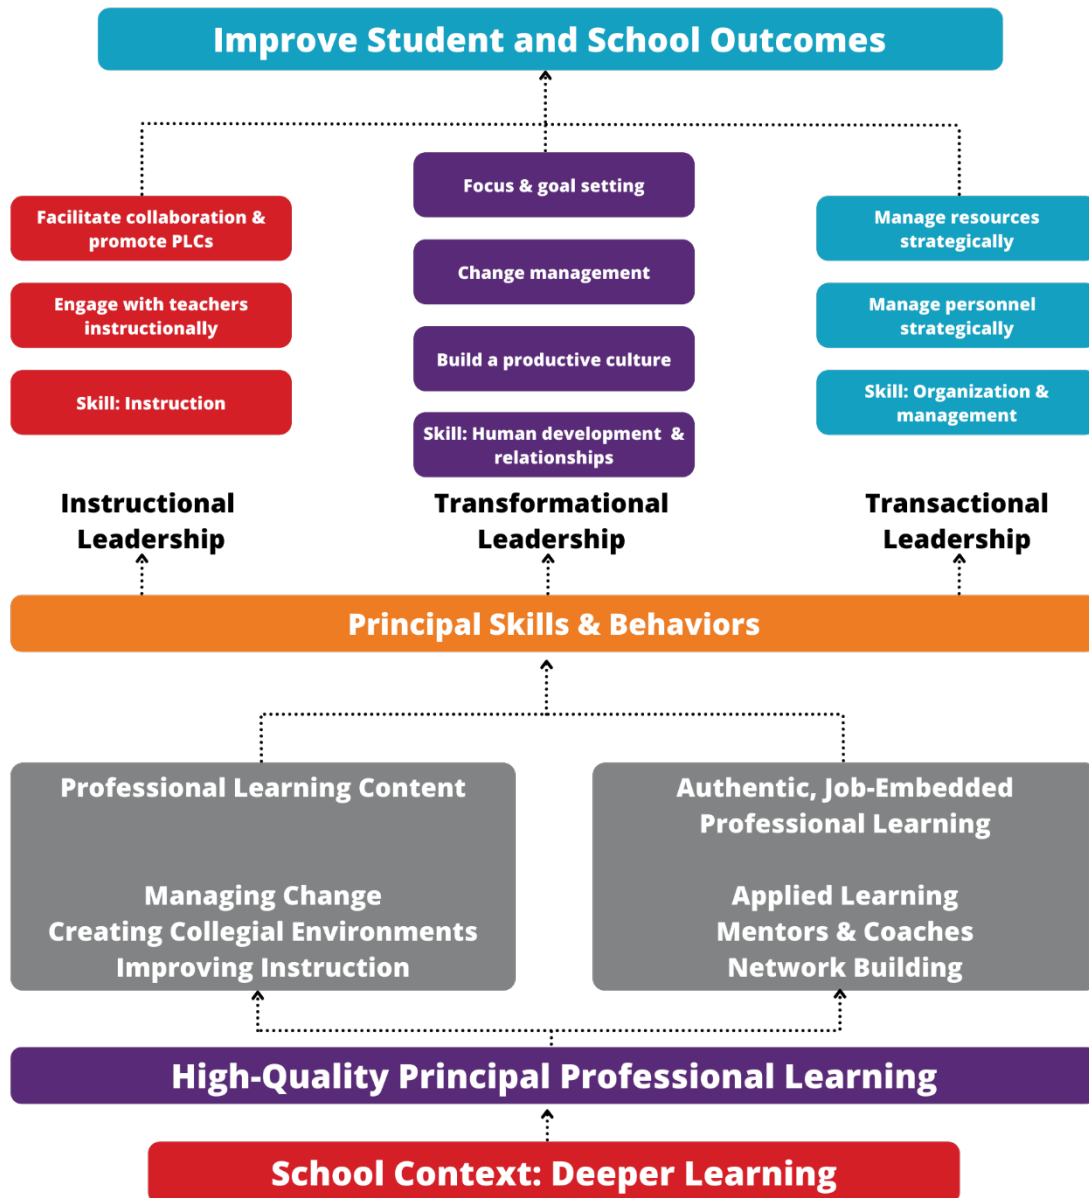 Improve Student and School Outcomes
Facilitate collaboration &
promote PLCs
Engage with teachers
instructionally
Skill: Instruction
Instructional
Leadership
Focus & goal setting
Change management
Build a productive culture
Skill: Human development  &
relationships
Transformational
Leadership
Manage resources
strategically
Manage personnel
strategically
Skill: Organization &
management
Transactional
Leadership
Principal Skills & Behaviors
Professional Learning Content
Managing Change
Creating Collegial Environments
Improving Instruction
Authentic, Job-Embedded
Professional Learning
Applied Learning
Mentors & Coaches
Network Building
High-Quality Principal Professional Learning
School Context: Deeper Learning